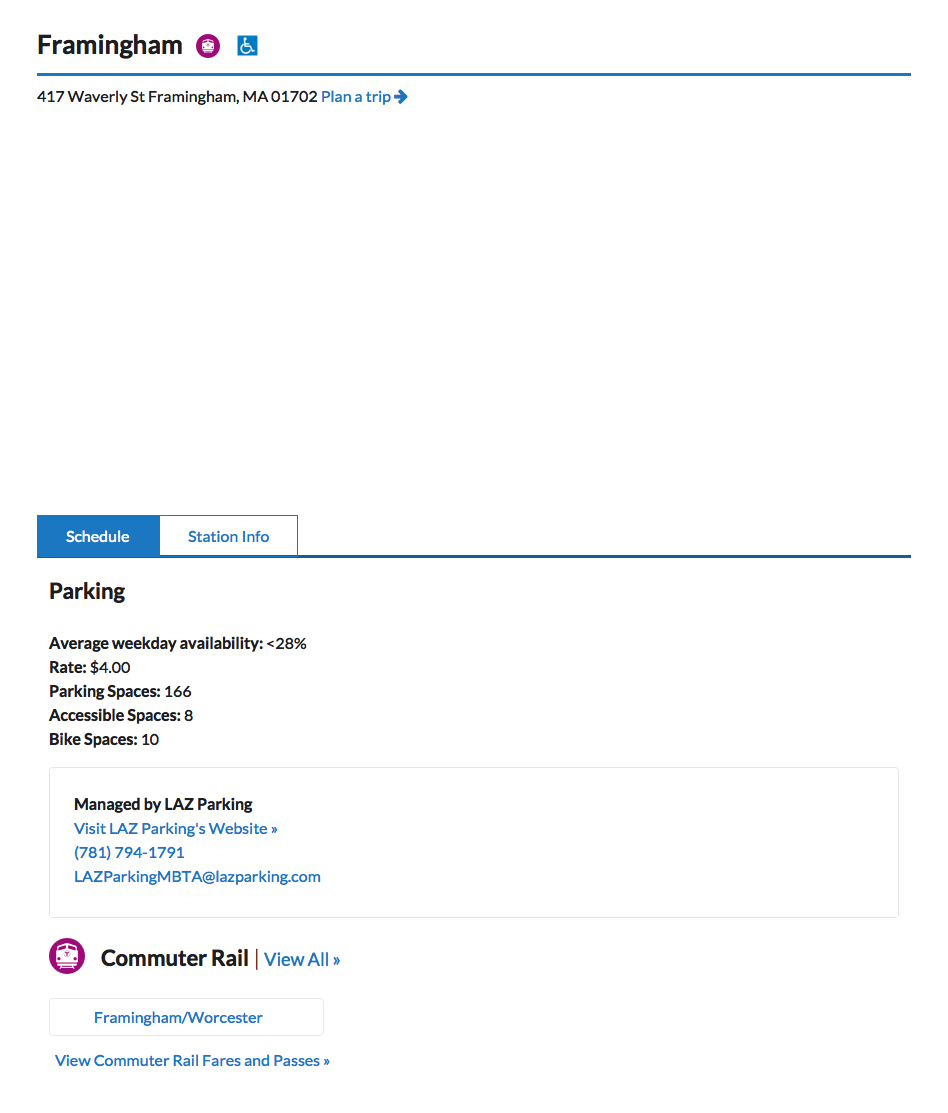 Framingham
417 Waverly St Framingham, MA 01702 Plan a trip
Schedule
Station Info
Parking
Average weekday availability: <28%
Rate: $4.00
Parking Spaces: 166
Accessible Spaces: 8
Bike Spaces: 10
Managed by LAZ Parking
Visit LAZ Parking's Website »
(781) 794-1791
LAZParkingMBTA@lazparking.com
Commuter Rail | View All »
Framingham/Worcester
View Commuter Rail Fares and Passes »